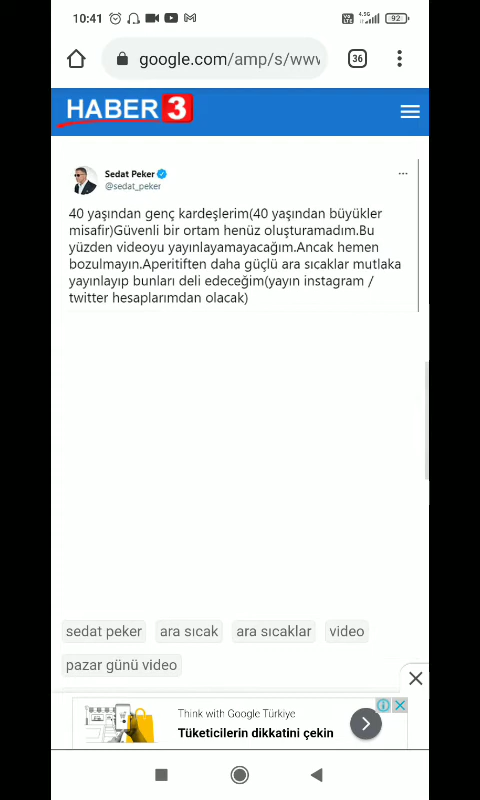 10:41
4.5G
92
google.com/amp/s/www
36
HABER 3
Sedat Peker
@sedat_peker
40 yaşından genç kardeşlerim(40 yaşından büyükler
misafir)Güvenli bir ortam henüz oluşturamadım.Bu
yüzden videoyu yayınlayamayacağım.Ancak hemen
bozulmayın.Aperitiften daha güçlü ara sıcaklar mutlaka
yayınlayıp bunları deli edeceğim(yayın instagram /
twitter hesaplarımdan olacak)
sedat peker
ara sıcak
ara sıcaklar
video
pazar günü video
Think with Google Türkiye
Tüketicilerin dikkatini çekin